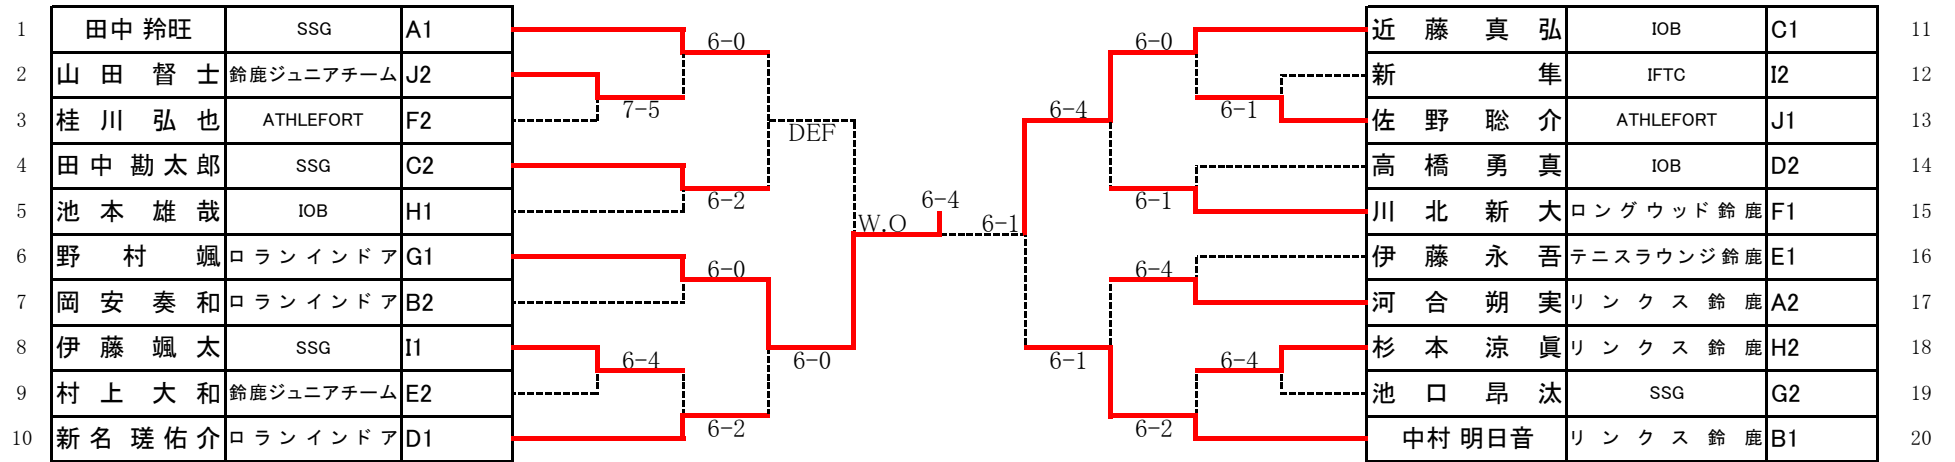 1 田中 羚旺 SSG A1
2 山田 督士 鈴鹿ジュニアチーム J2
3 桂川 弘也 ATHLEFORT F2
4 田中 勘太郎 SSG C2
5 池本 雄哉 IOB H1
6 野村 颯 ロランインドア G1
7 岡安 奏和 ロランインドア B2
8 伊藤 颯太 SSG I1
9 村上 大和 鈴鹿ジュニアチーム E2
10 新名 瑳佑介 ロランインドア D1
6-0
7-5
DEF
6-2
W.O
6-0
6-4
6-0
6-2
6-4
6-0
6-1
6-4
6-1
6-1
6-4
6-1
6-4
6-2
近藤 真弘 IOB C1 11
新 隼 IFTC I2 12
佐野 聡介 ATHLEFORT J1 13
高橋 勇真 IOB D2 14
川北 新大 ロングウッド鈴鹿 F1 15
伊藤 永吾 テニスラウンジ鈴鹿 E1 16
河合 朔実 リンクス鈴鹿 A2 17
杉本 涼眞 リンクス鈴鹿 H2 18
池口 昂汰 SSG G2 19
中村 明日音 リンクス鈴鹿 B1 20